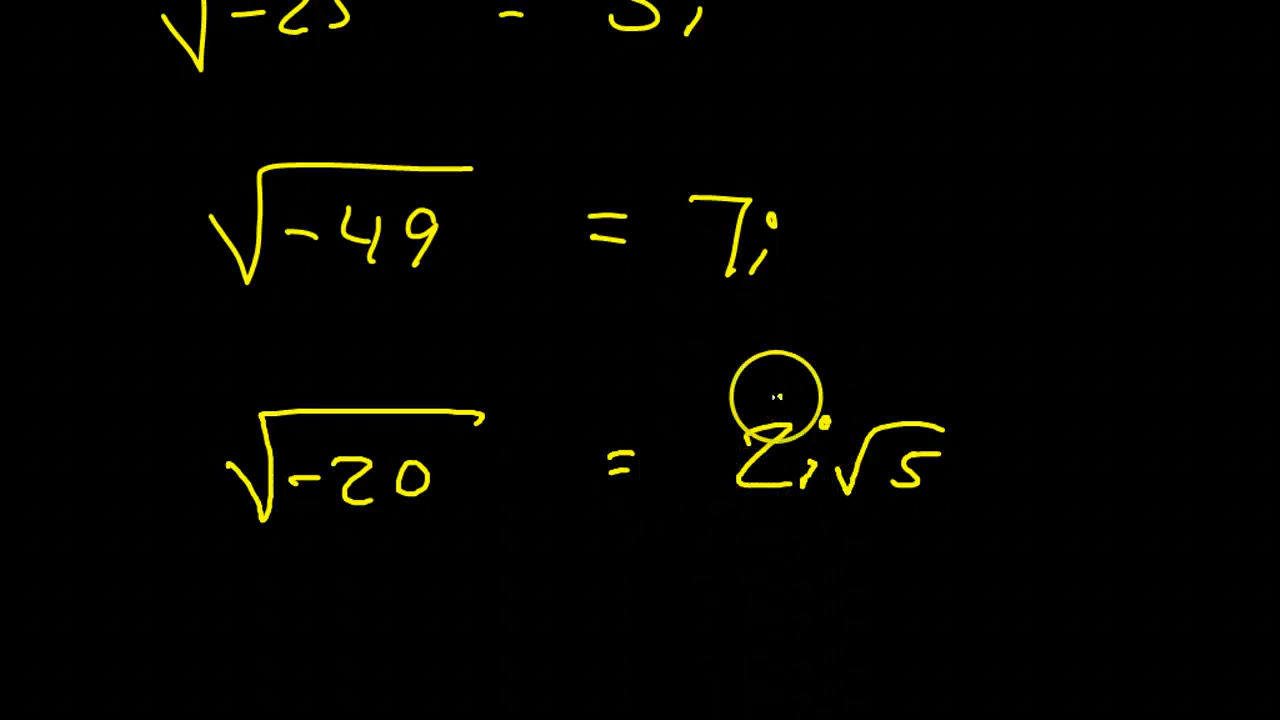 √-25 = 5i
√-49 = 7i
√-20 = 2i√5